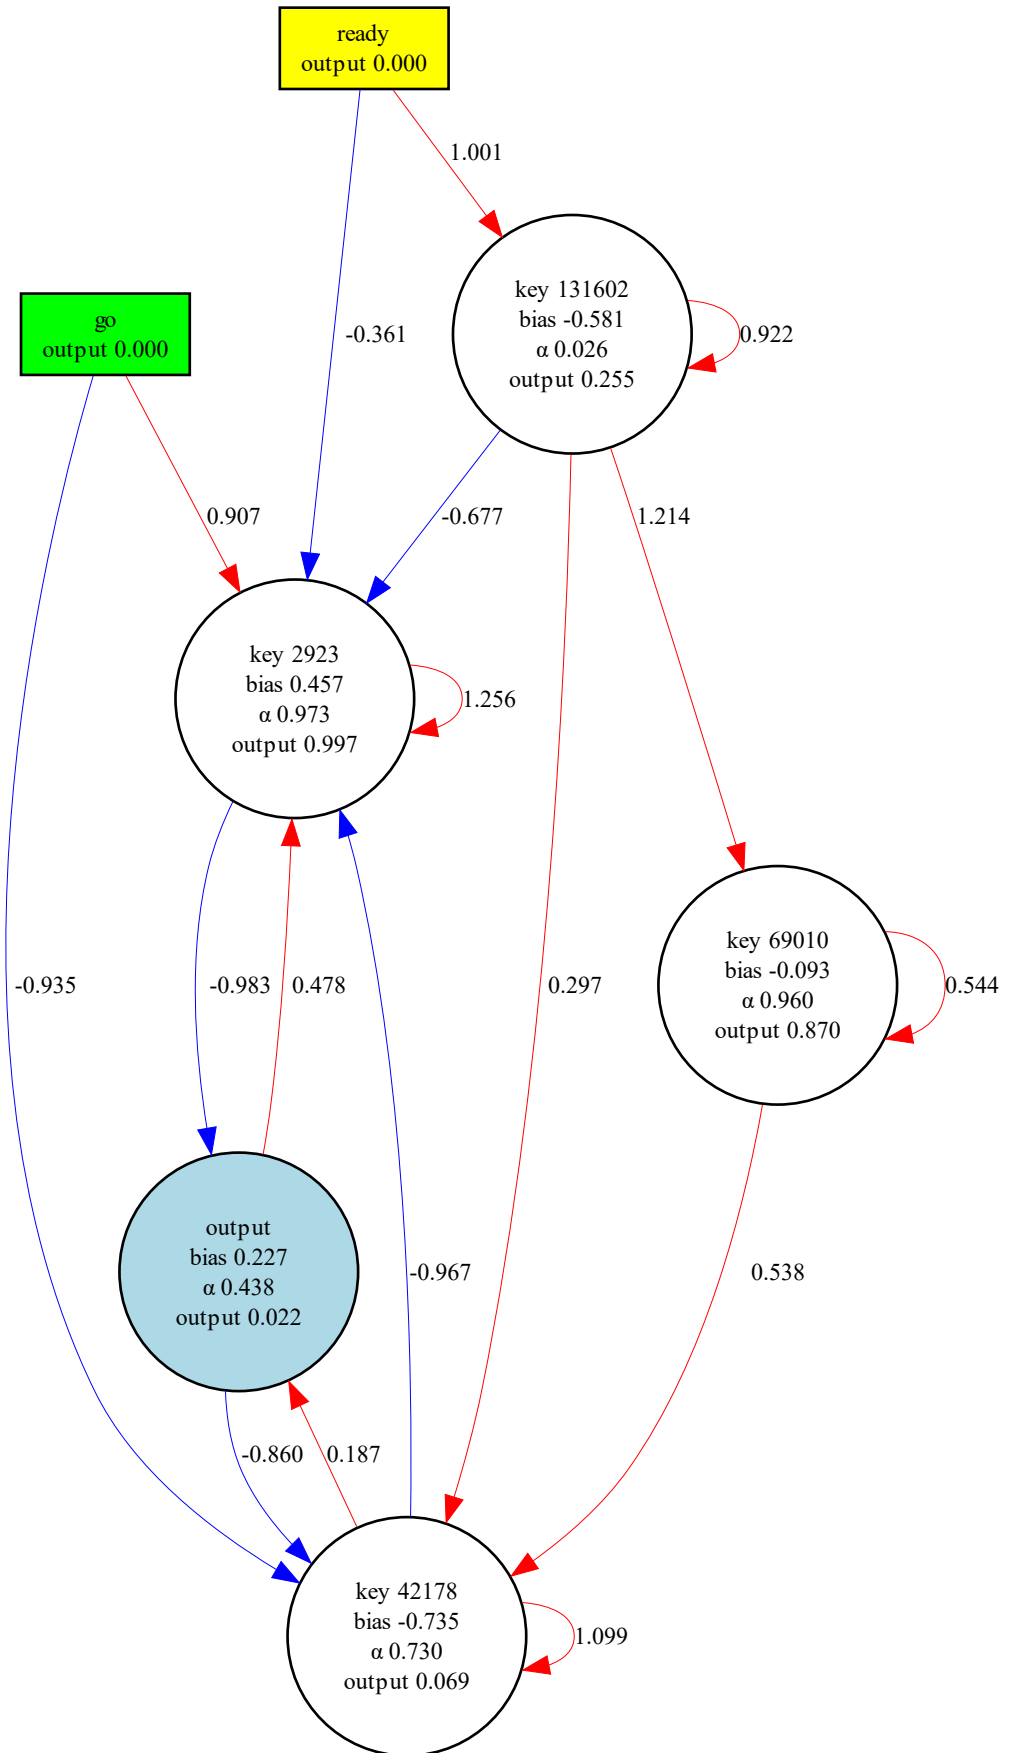 ready
output 0.000
1.001
key 131602
bias -0.581
α 0.026
output 0.255
0.922
-0.361
go
output 0.000
0.907
-0.677
1.214
key 2923
bias 0.457
α 0.973
output 0.997
1.256
key 69010
bias -0.093
α 0.960
output 0.870
0.544
-0.935
-0.983
0.478
0.297
output
bias 0.227
α 0.438
output 0.022
-0.967
0.538
-0.860
0.187
key 42178
bias -0.735
α 0.730
output 0.069
1.099